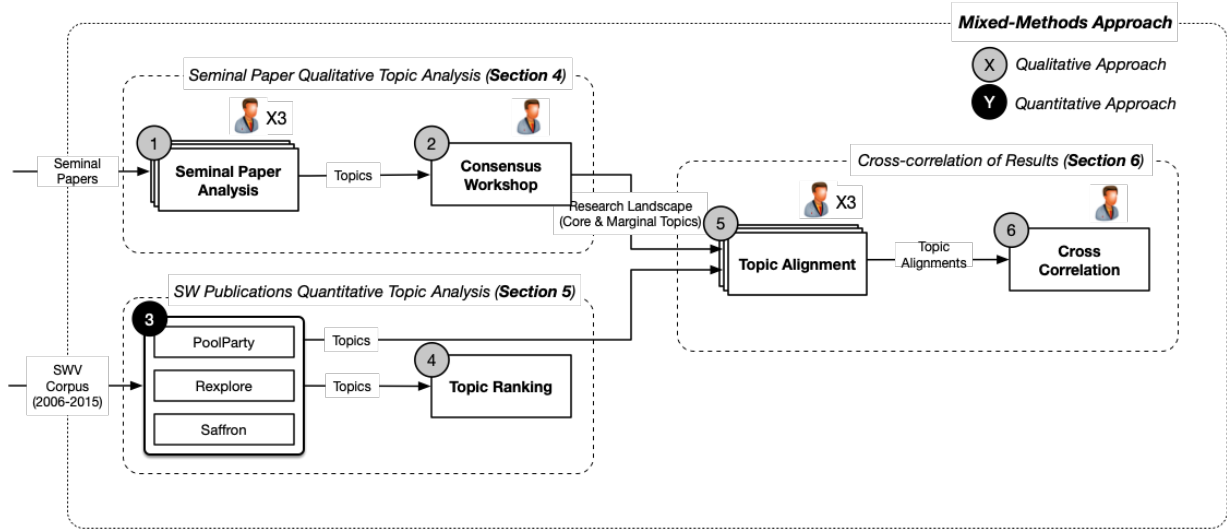 Mixed-Methods Approach
X
Qualitative Approach
Y
Quantitative Approach
Seminal Paper Qualitative Topic Analysis (Section 4)
X3
1
Seminal Paper
Analysis
Seminal
Papers
Topics
2
Consensus
Workshop
Research Landscape
(Core & Marginal Topics)
SW Publications Quantitative Topic Analysis (Section 5)
3
PoolParty
Rexplore
Saffron
SWV
Corpus
(2006-2015)
Topics
Topics
4
Topic Ranking
Cross-correlation of Results (Section 6)
X3
5
Topic Alignment
Topic
Alignments
6
Cross
Correlation